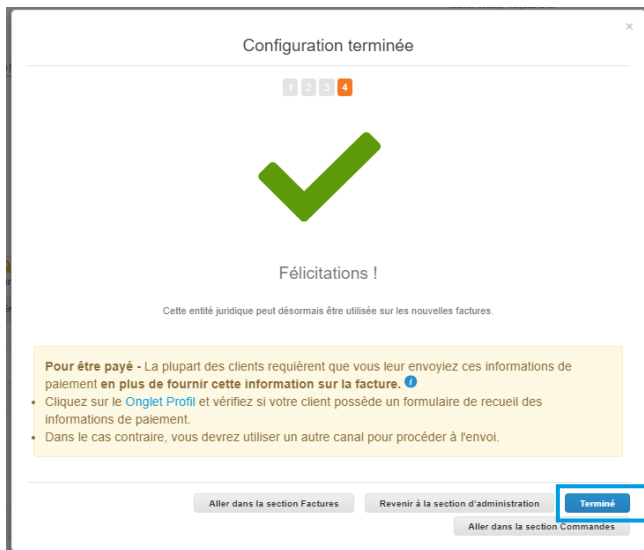 ×
Configuration terminée
1 2 3 4
Félicitations !
Cette entité juridique peut désormais être utilisée sur les nouvelles factures.
Pour être payé - La plupart des clients requièrent que vous leur envoyiez ces informations de
paiement en plus de fournir cette information sur la facture. i
• Cliquez sur le Onglet Profil et vérifiez si votre client possède un formulaire de recueil des
informations de paiement.
• Dans le cas contraire, vous devrez utiliser un autre canal pour procéder à l'envoi.
Aller dans la section Factures Revenir à la section d'administration Terminé
Aller dans la section Commandes